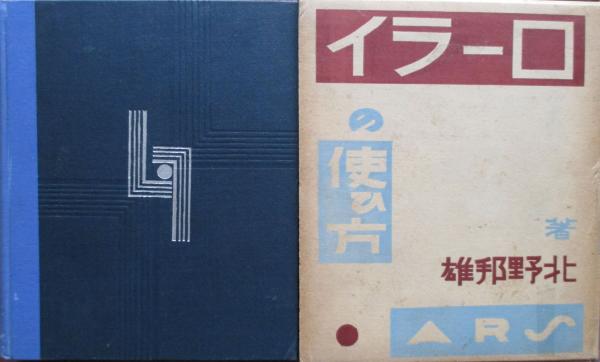 ローライ
の使ひ方
北野邦雄
著
ARS